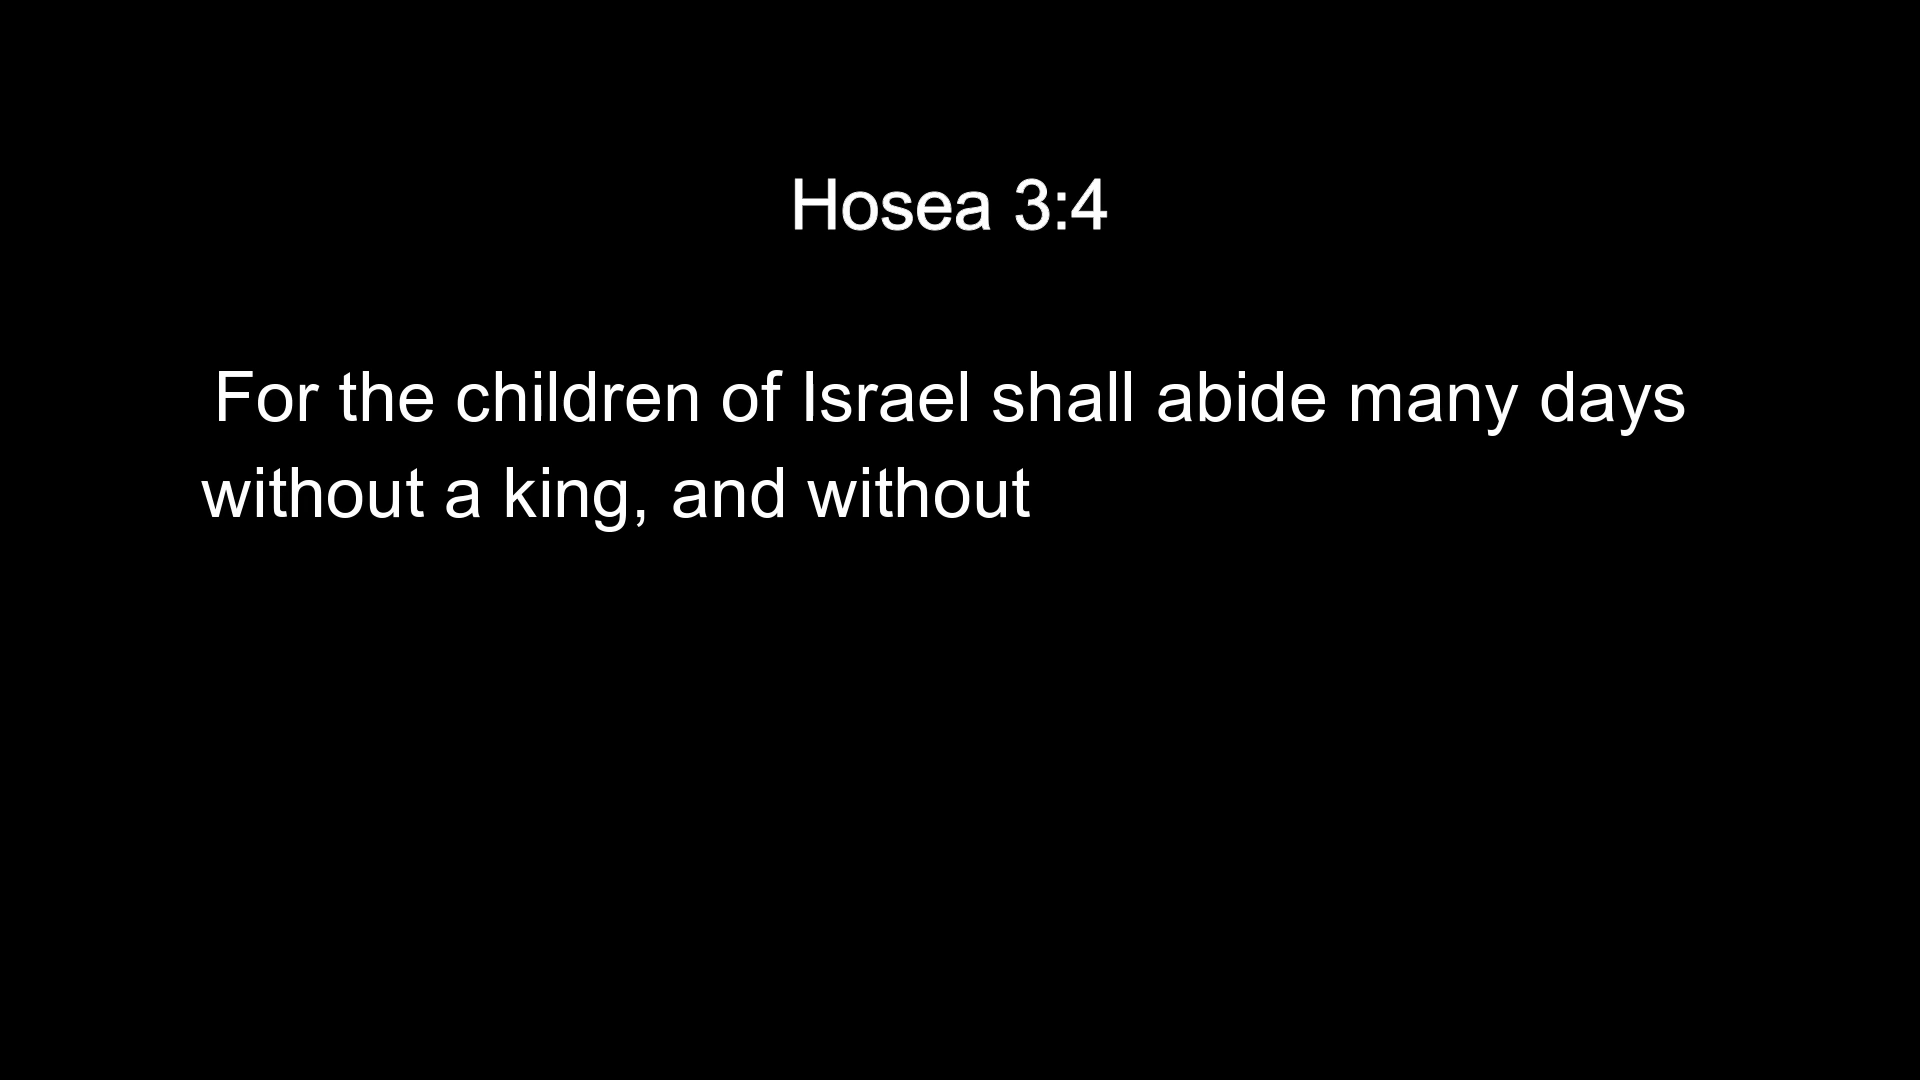 Hosea 3:4
For the children of Israel shall abide many days
without a king, and without